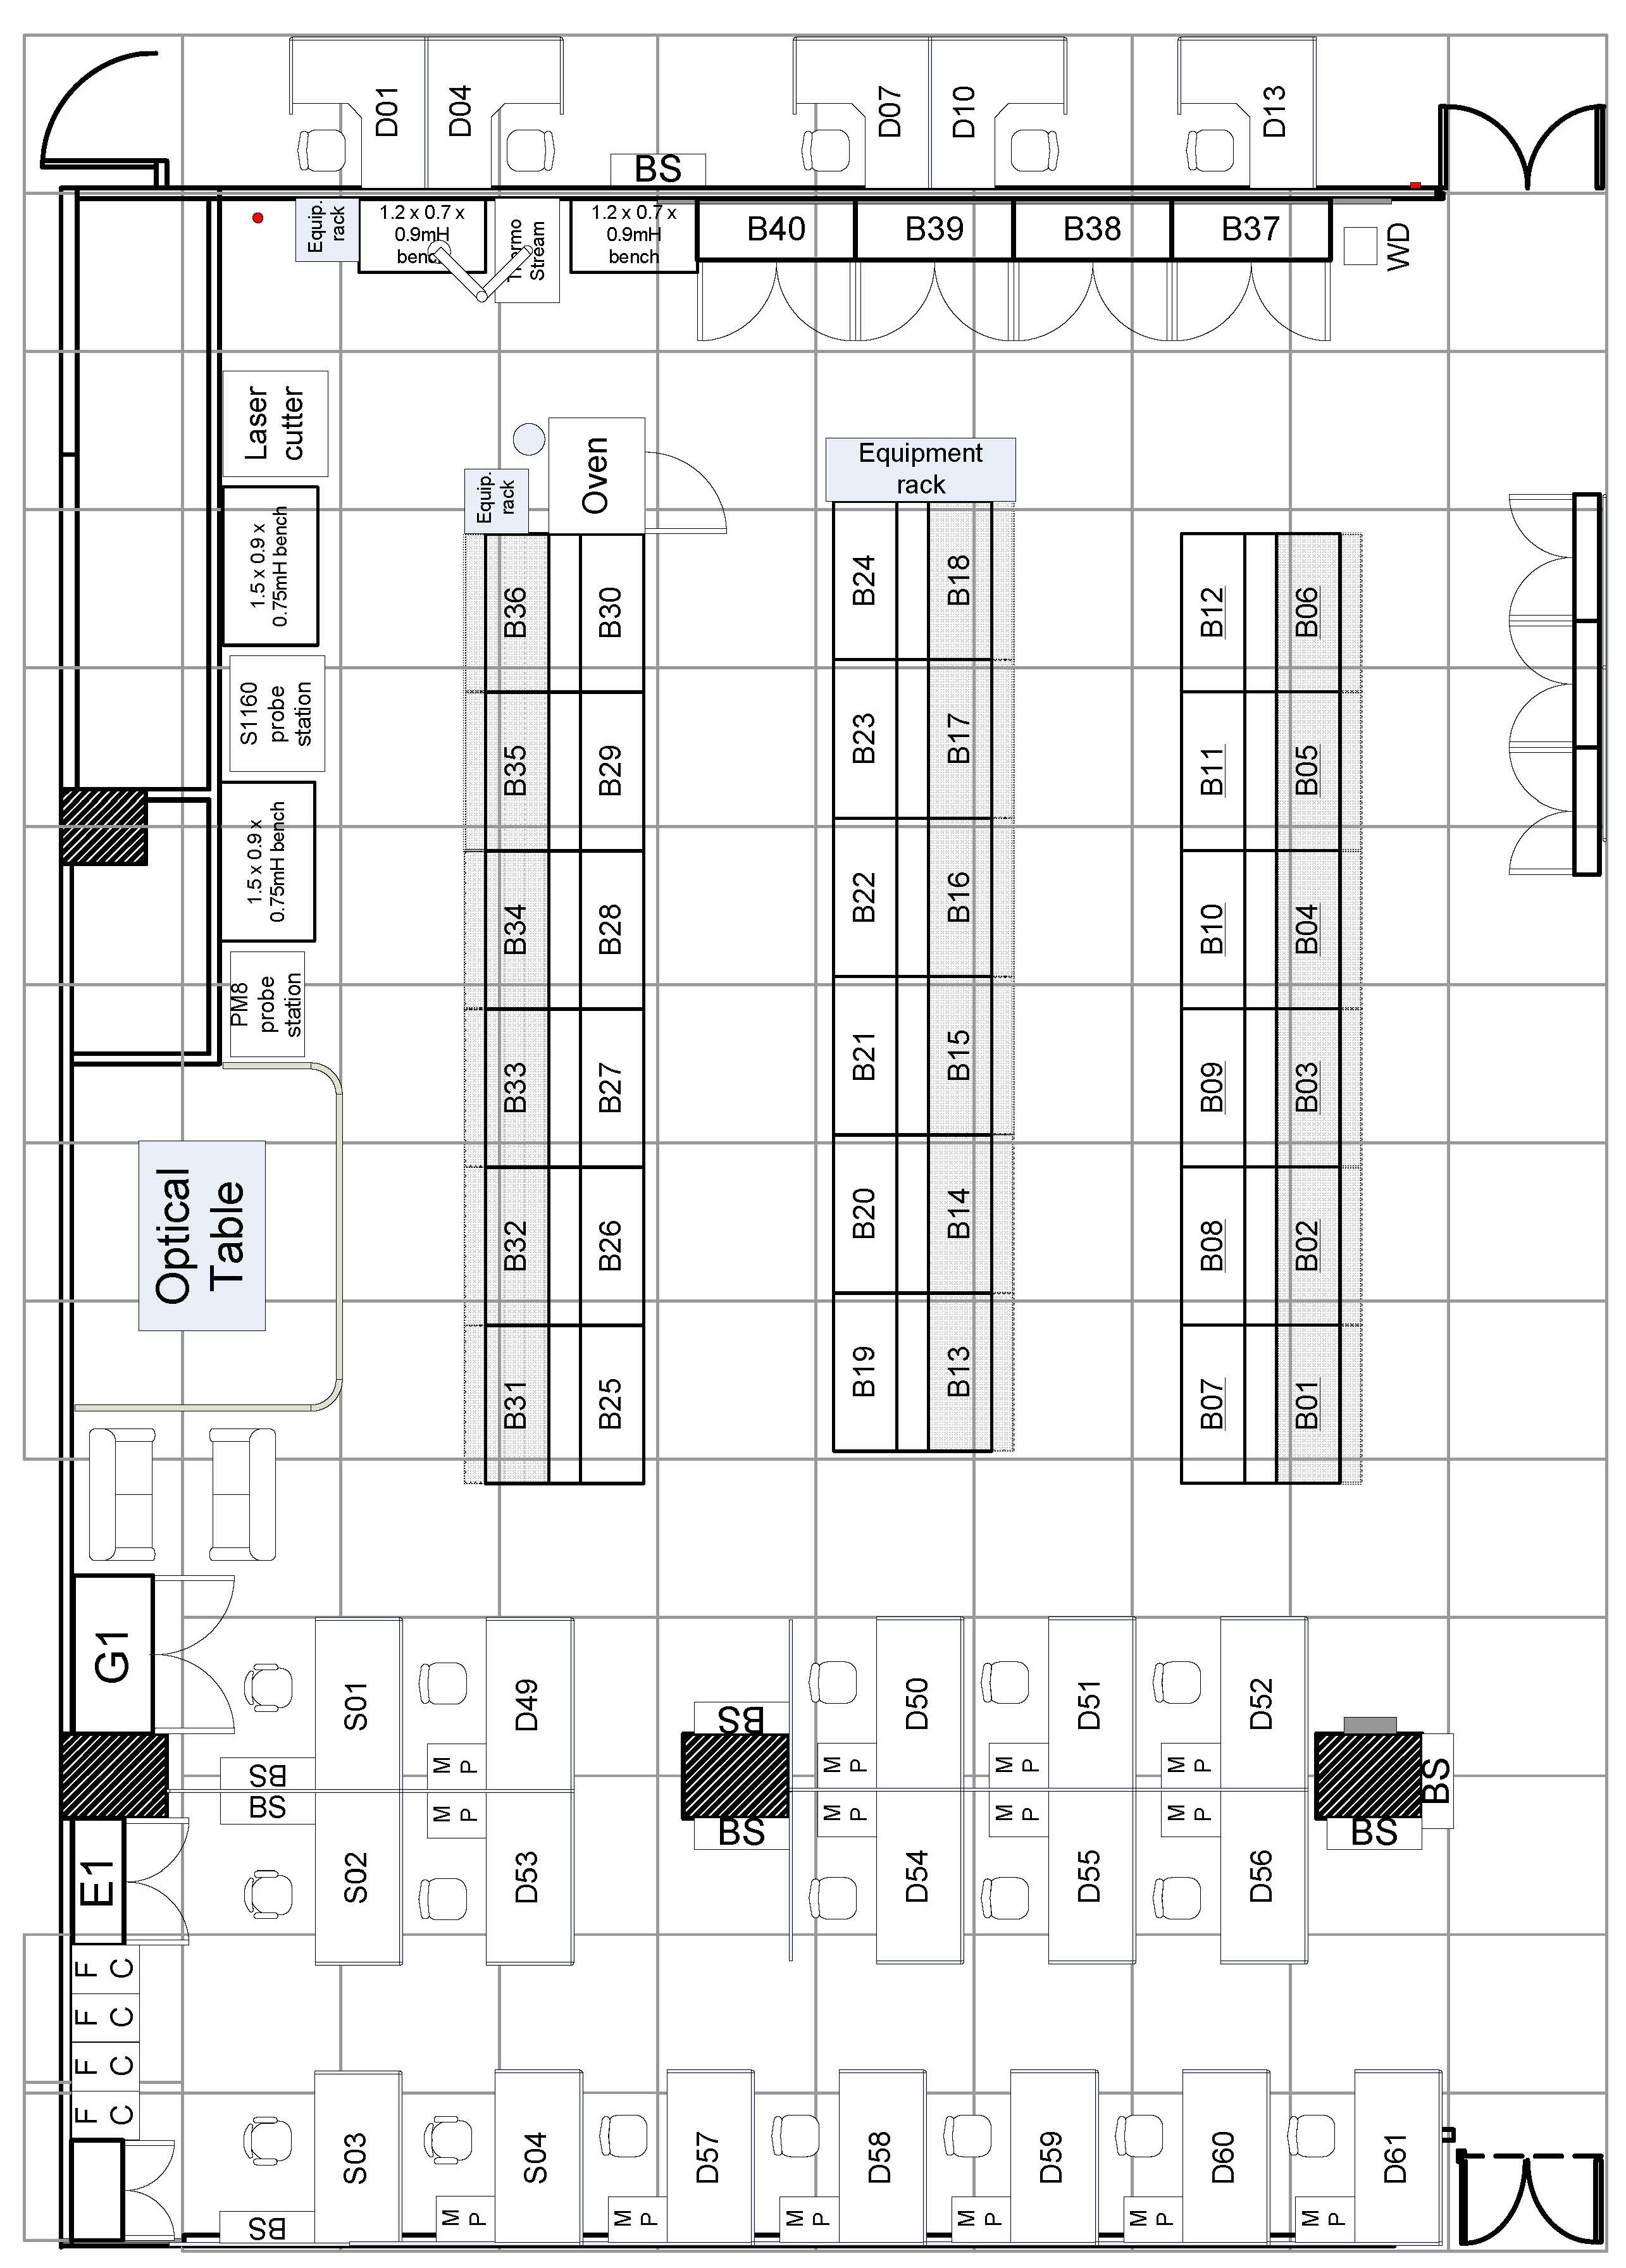 F
C
F
C
F
C
F
C
E1
G1
Optical
Table
BS
BS
BS
PM8
probe
station
1.5 x 0.9 x
0.75mH bench
S1160
probe
station
1.5 x 0.9 x
0.75mH bench
Laser
cutter
Equip.
rack
S03
S02
S01
1.2 x 0.7 x
0.9mH
bench
D01
D04
M
P
M
P
M
P
S04
D53
D49
B31
B32
B33
B34
B35
B36
Equip.
rack
Thermo
Stream
B25
B26
B27
B28
B29
B30
Oven
1.2 x 0.7 x
0.9mH
bench
BS
M
P
D57
BS
BS
B40
M
P
M
P
M
P
D58
D54
D50
B19
B20
B21
B22
B23
B24
Equipment
rack
B39
D07
D10
M
P
B13
B14
B15
B16
B17
B18
M
P
M
P
D59
D55
D51
B38
M
P
M
P
M
P
D60
D56
D52
B07
B08
B09
B10
B11
B12
B37
D13
M
P
B01
B02
B03
B04
B05
B06
D61
BS
BS
WD